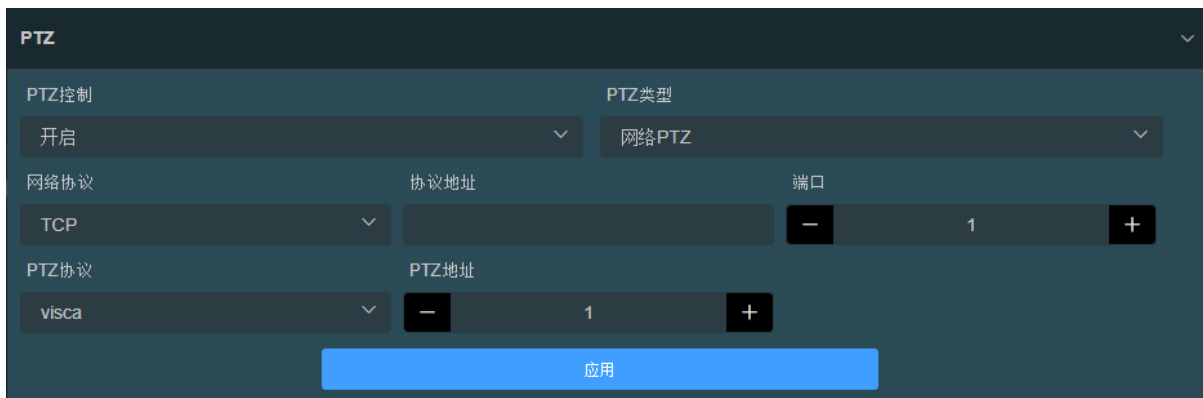 PTZ
PTZ控制 PTZ类型
开启 网络PTZ
网络协议 协议地址 端口
TCP − 1 +
PTZ协议 PTZ地址
visca − 1 +
应用